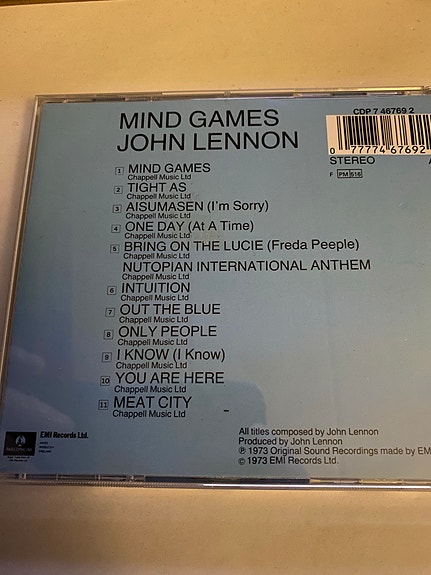 MIND GAMES
JOHN LENNON
CDP 7 46769 2
0 77774 67692
STEREO
F PM 516
1 MIND GAMES
Chappell Music Ltd
2 TIGHT AS
Chappell Music Ltd
3 AISUMASEN (I'm Sorry)
Chappell Music Ltd
4 ONE DAY (At A Time)
Chappell Music Ltd
5 BRING ON THE LUCIE (Freda Peeple)
Chappell Music Ltd
NUTOPIAN INTERNATIONAL ANTHEM
6 INTUITION
Chappell Music Ltd
7 OUT THE BLUE
Chappell Music Ltd
8 ONLY PEOPLE
Chappell Music Ltd
9 I KNOW (I Know)
Chappell Music Ltd
10 YOU ARE HERE
Chappell Music Ltd
11 MEAT CITY
Chappell Music Ltd
All titles composed by John Lennon
Produced by John Lennon
℗ 1973 Original Sound Recordings made by EM
© 1973 EMI Records Ltd.
PARLOPHONE
EMI Records Ltd.